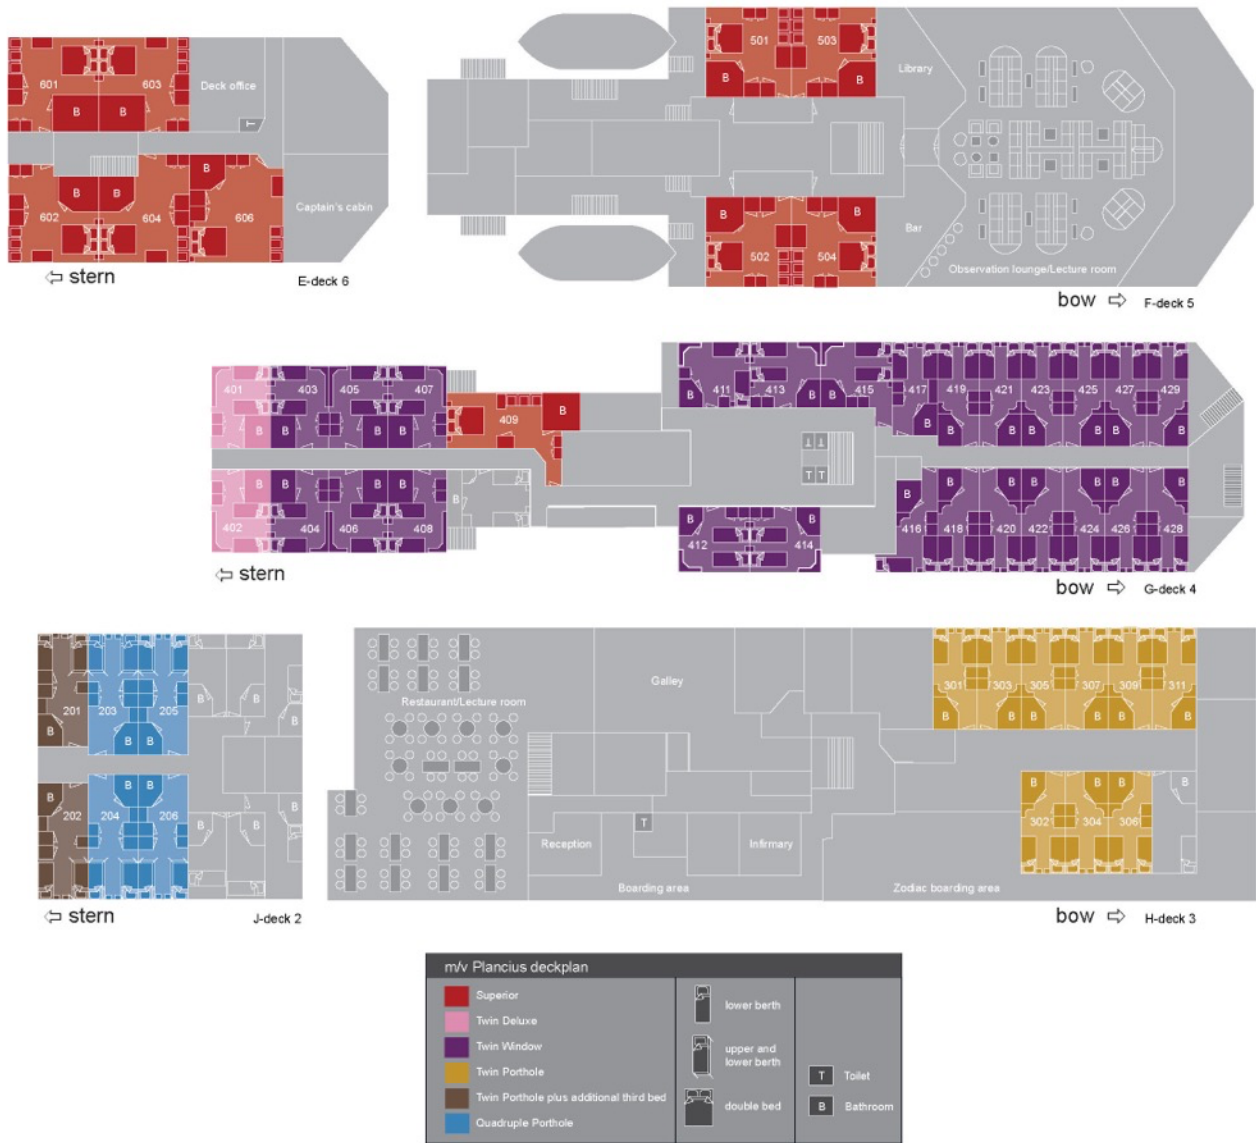 601
603
Deck office
B
B
T
B
B
B
602
604
606
Captain's cabin
stern
E-deck 6
501
503
B
B
Library
B
B
502
504
Bar
Observation lounge/Lecture room
bow
F-deck 5
401
403
405
407
B
B
B
B
409
B
402
404
406
408
B
B
B
B
B
stern
411
413
415
417
419
421
423
425
427
429
B
B
B
B
B
B
B
B
B
B
T
T
T
T
412
414
416
418
420
422
424
426
428
B
B
B
B
B
B
B
B
B
bow
G-deck 4
201
203
205
B
B
B
B
B
B
202
204
206
B
B
B
B
B
B
stern
J-deck 2
Restaurant/Lecture room
Galley
Reception
T
Infirmary
Boarding area
Zodiac boarding area
301
303
305
307
309
311
B
B
B
B
B
B
302
304
306
B
B
B
B
bow
H-deck 3
m/v Plancius deckplan
Superior
Twin Deluxe
Twin Window
Twin Porthole
Twin Porthole plus additional third bed
Quadruple Porthole
lower berth
upper and
lower berth
double bed
T Toilet
B Bathroom